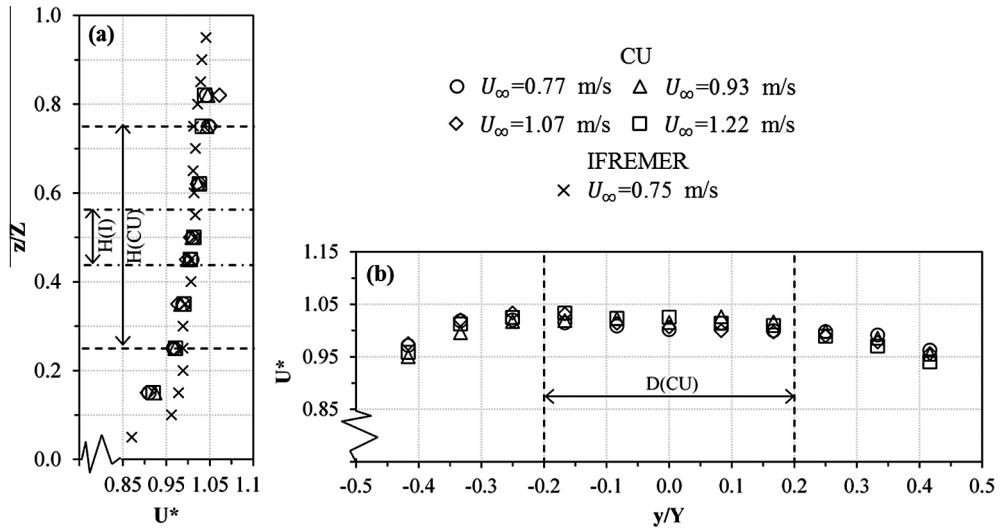 (a)
1.0
0.8
0.6
0.4
0.2
0.0
z/Z
H(I)
H(CU)
0.85 0.95 1.05 1.1
U*
CU
U∞=0.77 m/s
U∞=0.93 m/s
U∞=1.07 m/s
U∞=1.22 m/s
IFREMER
U∞=0.75 m/s
(b)
1.15
1.05
0.95
0.85
U*
D(CU)
-0.5 -0.4 -0.3 -0.2 -0.1 0.0 0.1 0.2 0.3 0.4 0.5
y/Y